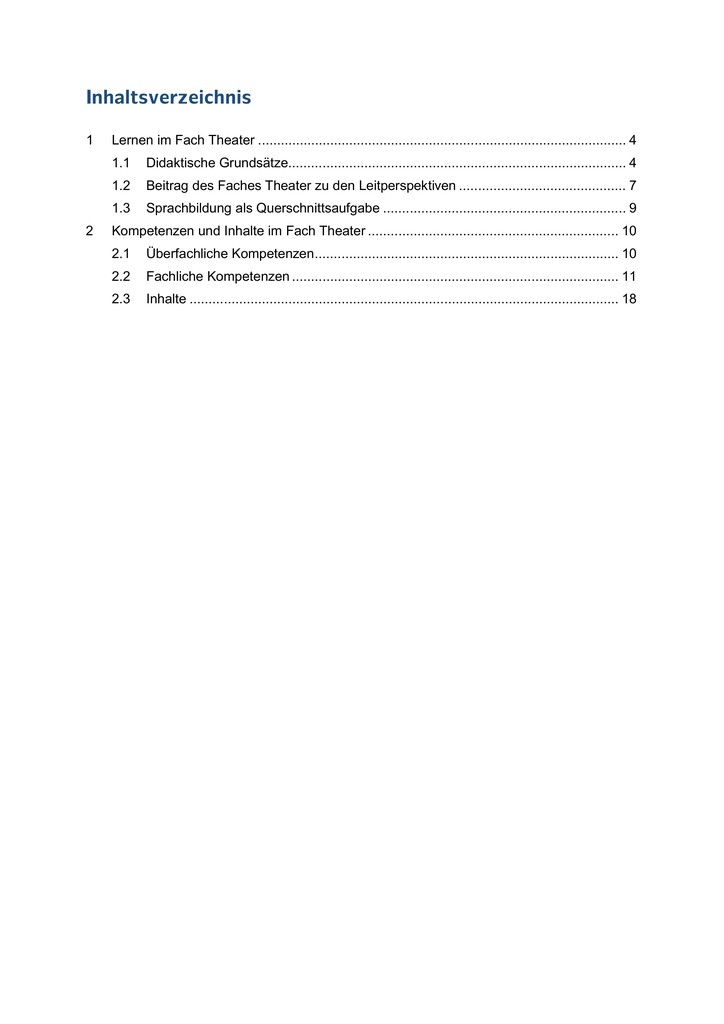 Inhaltsverzeichnis
1 Lernen im Fach Theater ................................................................................................ 4
1.1 Didaktische Grundsätze........................................................................................ 4
1.2 Beitrag des Faches Theater zu den Leitperspektiven ............................................ 7
1.3 Sprachbildung als Querschnittsaufgabe ................................................................ 9
2 Kompetenzen und Inhalte im Fach Theater ................................................................. 10
2.1 Überfachliche Kompetenzen............................................................................... 10
2.2 Fachliche Kompetenzen ..................................................................................... 11
2.3 Inhalte ................................................................................................................ 18